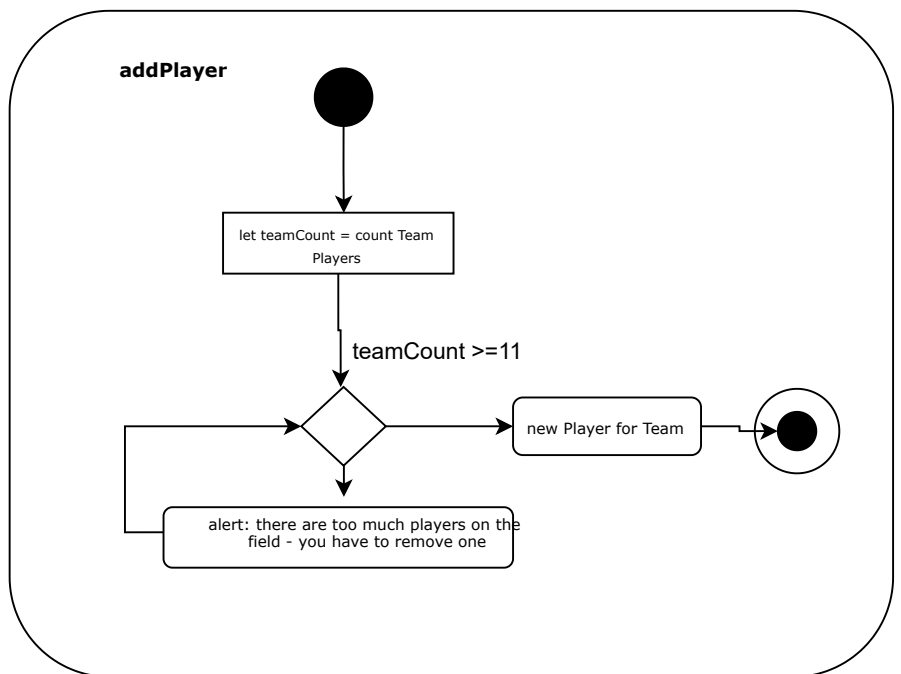 addPlayer
let teamCount = count Team
Players
teamCount >=11
new Player for Team
alert: there are too much players on the
field - you have to remove one